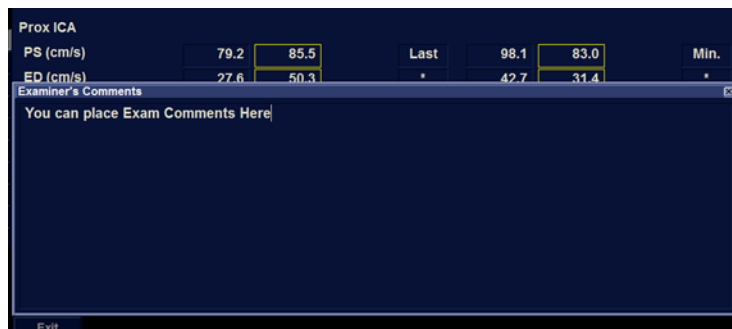 Prox ICA
PS (cm/s) 79.2 85.5 Last 98.1 83.0 Min.
ED (cm/s) 27.6 50.3 * 42.7 31.4 *
Examiner's Comments
You can place Exam Comments Here
Exit